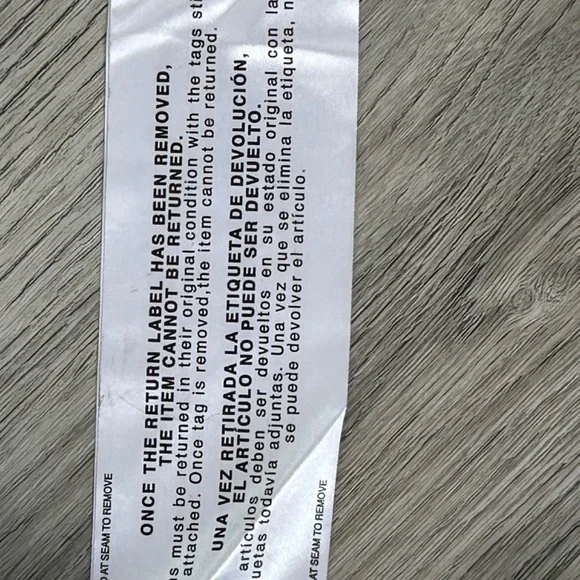 AT SEAM TO REMOVE
ONCE THE RETURN LABEL HAS BEEN REMOVED,
THE ITEM CANNOT BE RETURNED.
must be returned in their original condition with the tags
attached. Once tag is removed,the item cannot be returned.
UNA VEZ RETIRADA LA ETIQUETA DE DEVOLUCIÓN,
EL ARTÍCULO NO PUEDE SER DEVUELTO.
artículos deben ser devueltos en su estado original con
todavía adjuntas. Una vez que se elimina la etiqueta,
se puede devolver el artículo.
AT SEAM TO REMOVE